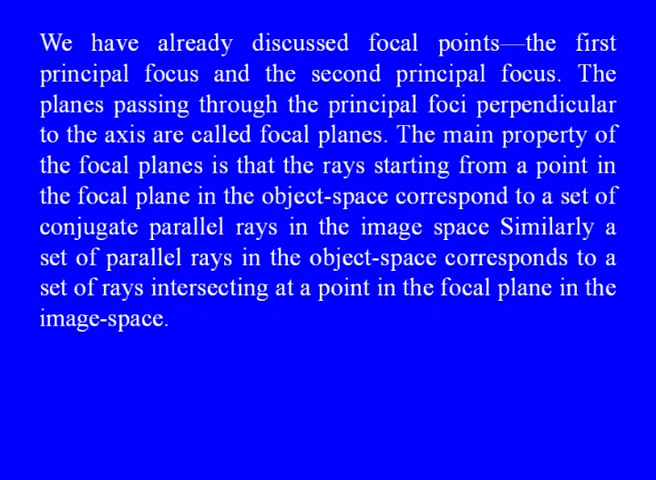 We have already discussed focal points—the first
principal focus and the second principal focus. The
planes passing through the principal foci perpendicular
to the axis are called focal planes. The main property of
the focal planes is that the rays starting from a point in
the focal plane in the object-space correspond to a set of
conjugate parallel rays in the image space Similarly a
set of parallel rays in the object-space corresponds to a
set of rays intersecting at a point in the focal plane in the
image-space.